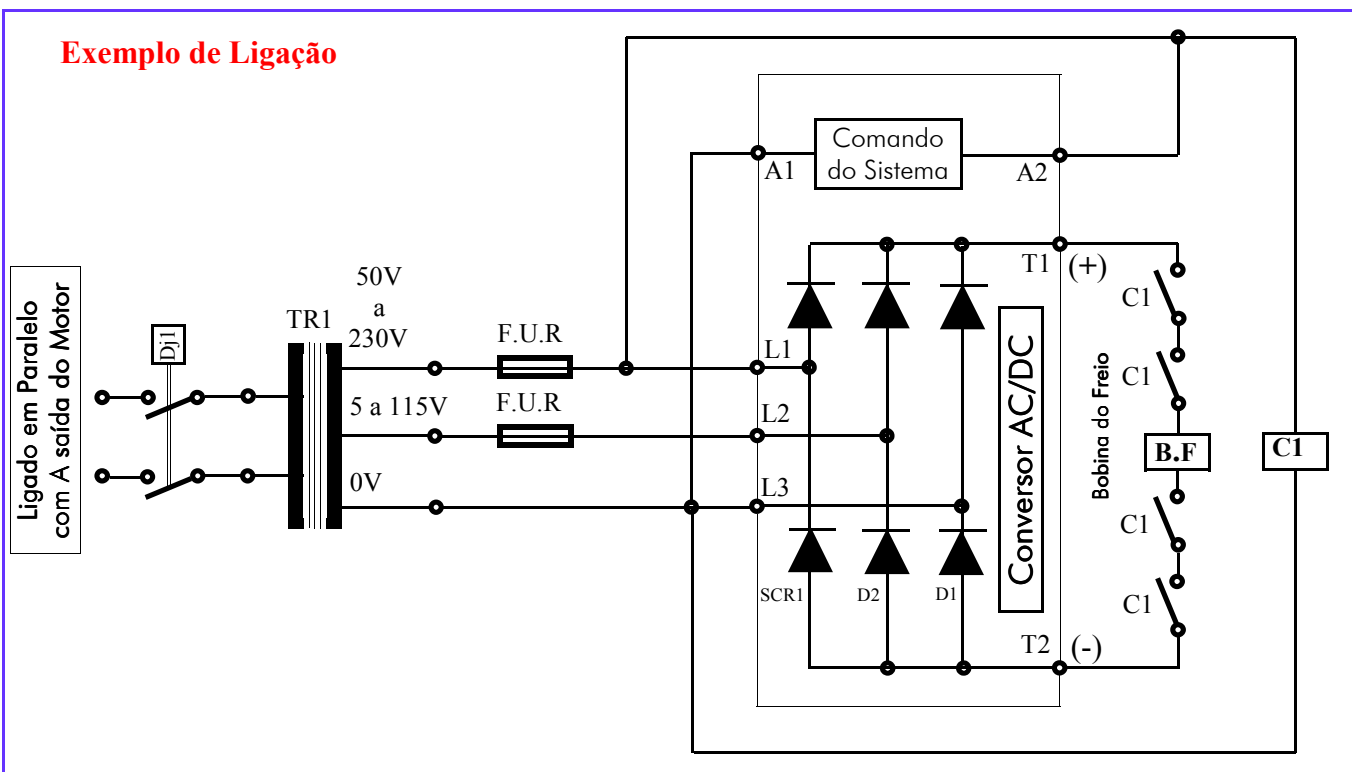 Exemplo de Ligação
Comando
do Sistema
A1
A2
T1
(+)
50V
a
230V
TR1
F.U.R
L1
C1
Dj1
Ligado em Paralelo
com A saída do Motor
5 a 115V
F.U.R
L2
C1
Conversor AC/DC
Bobina do Freio
B.F
C1
0V
L3
C1
SCR1
D2
D1
C1
T2
(-)